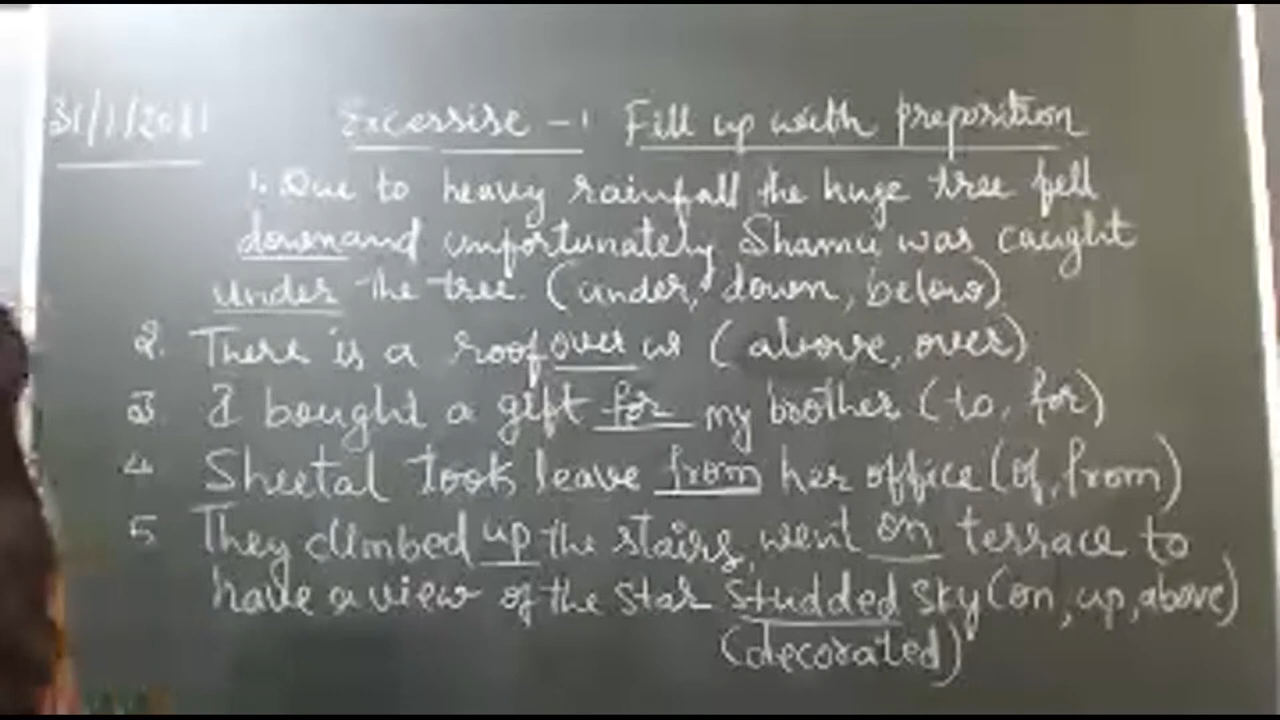 31/1/2021 Excessise - 1 Fill up with preposition
1. Due to heavy rainfall the huge tree fell
down and unfortunately Shamu was caught
under the tree. (under, down, below)
2. There is a roof over us (above, over)
3 I bought a gift for my brother (to, for)
4 Sheetal took leave from her office (of, from)
5 They climbed up the stairs, went on terrace to
have a view of the star studded sky (on, up, above)
(decorated)